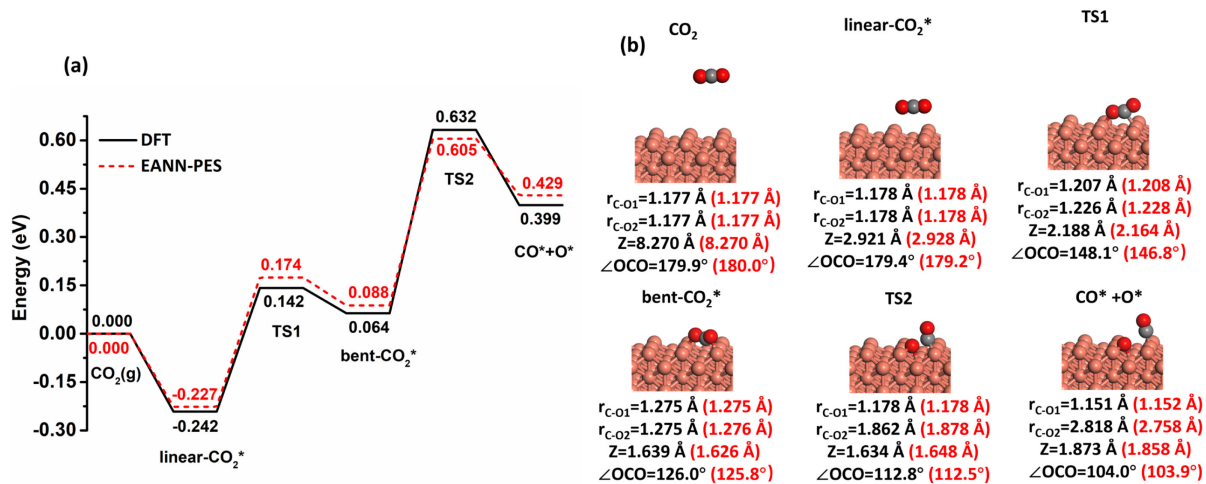 (a)
DFT
EANN-PES
Energy (eV)
0.60
0.45
0.30
0.15
0.00
-0.15
-0.30
0.000
0.000
CO₂(g)
-0.227
-0.242
linear-CO₂*
0.174
0.142
TS1
0.088
0.064
bent-CO₂*
0.632
0.605
TS2
0.429
0.399
CO*+O*
(b)
CO₂
rC-O1=1.177 Å (1.177 Å)
rC-O2=1.177 Å (1.177 Å)
Z=8.270 Å (8.270 Å)
∠OCO=179.9° (180.0°)
linear-CO₂*
rC-O1=1.178 Å (1.178 Å)
rC-O2=1.178 Å (1.178 Å)
Z=2.921 Å (2.928 Å)
∠OCO=179.4° (179.2°)
TS1
rC-O1=1.207 Å (1.208 Å)
rC-O2=1.226 Å (1.228 Å)
Z=2.188 Å (2.164 Å)
∠OCO=148.1° (146.8°)
bent-CO₂*
rC-O1=1.275 Å (1.275 Å)
rC-O2=1.275 Å (1.276 Å)
Z=1.639 Å (1.626 Å)
∠OCO=126.0° (125.8°)
TS2
rC-O1=1.178 Å (1.178 Å)
rC-O2=1.862 Å (1.878 Å)
Z=1.634 Å (1.648 Å)
∠OCO=112.8° (112.5°)
CO* +O*
rC-O1=1.151 Å (1.152 Å)
rC-O2=2.818 Å (2.758 Å)
Z=1.873 Å (1.858 Å)
∠OCO=104.0° (103.9°)